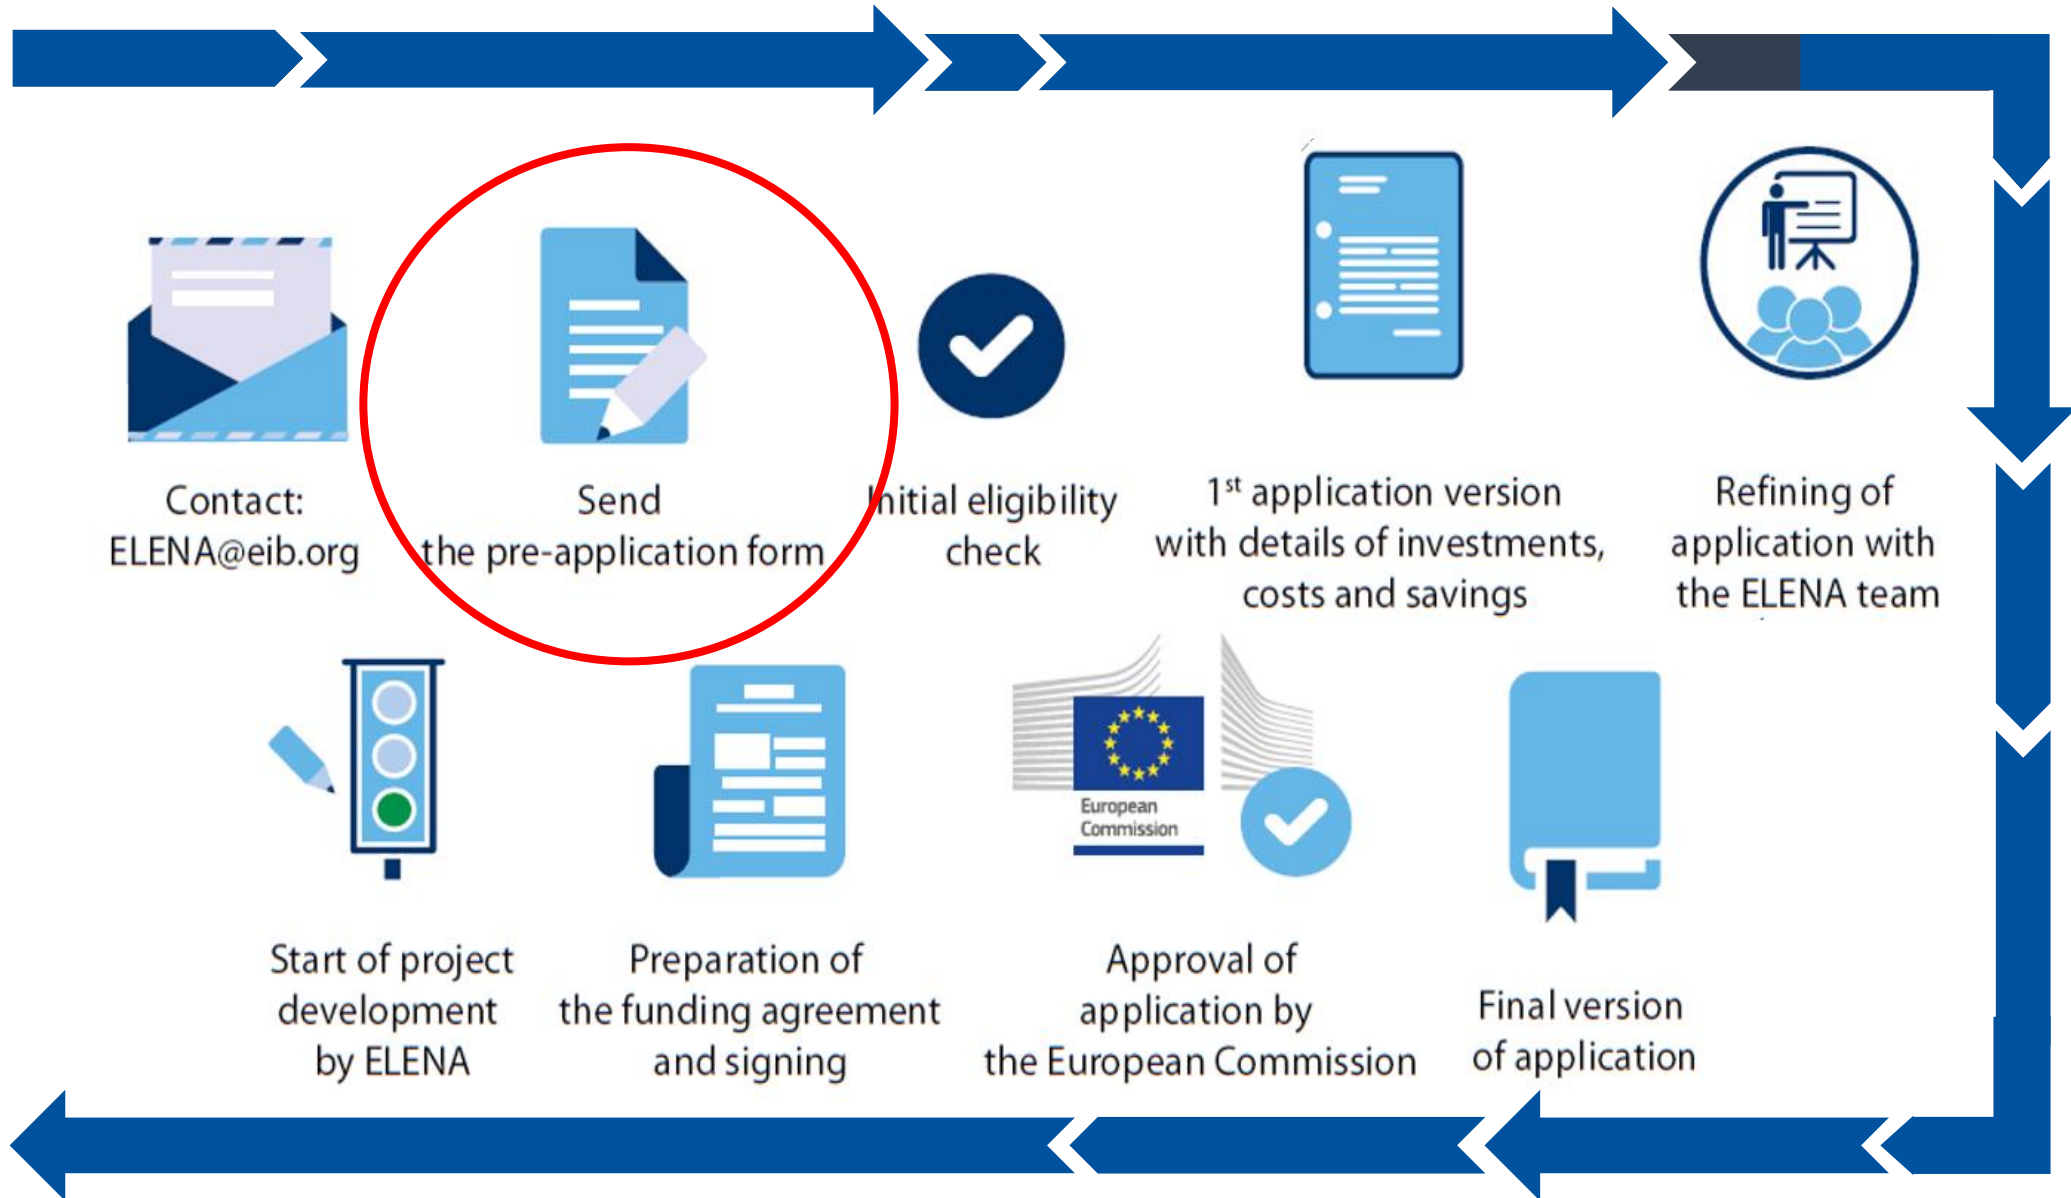 Contact:
ELENA@eib.org
Send
the pre-application form
Initial eligibility
check
1st application version
with details of investments,
costs and savings
Refining of
application with
the ELENA team
Start of project
development
by ELENA
Preparation of
the funding agreement
and signing
European
Commission
Approval of
application by
the European Commission
Final version
of application